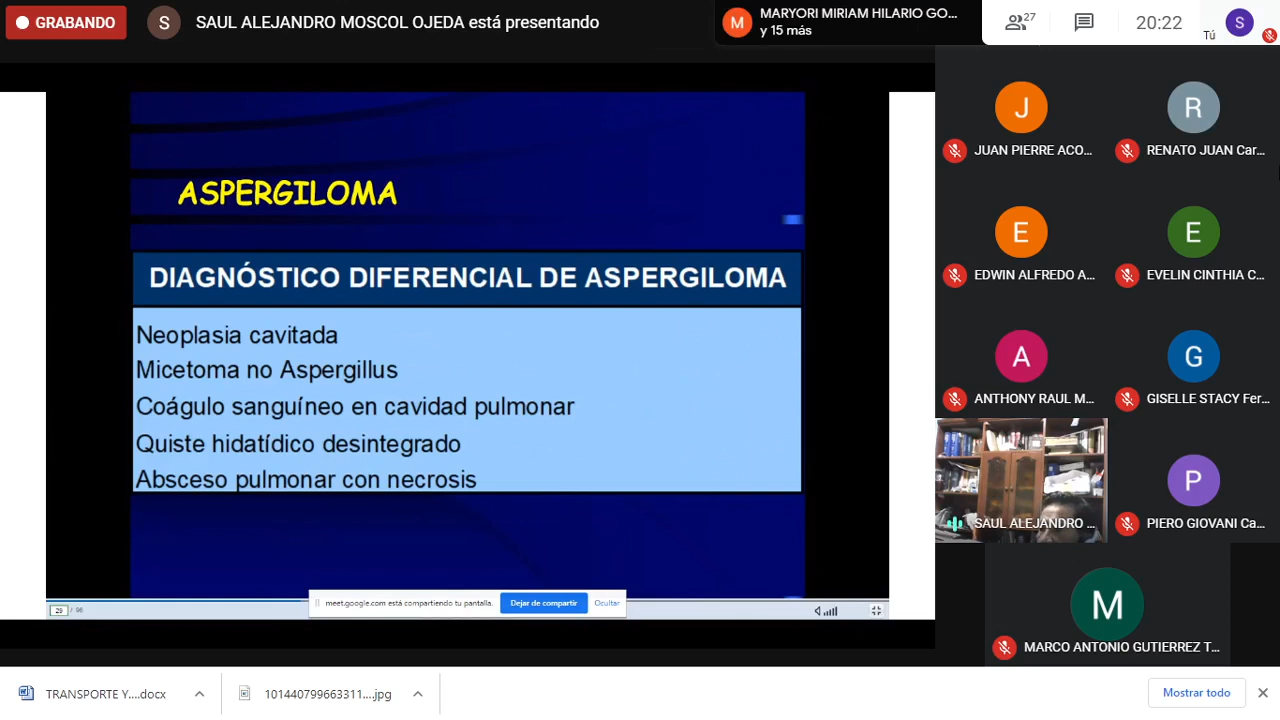 GRABANDO
S
SAUL ALEJANDRO MOSCOL OJEDA está presentando
M
MARYORI MIRIAM HILARIO GO...
y 15 más
27
20:22
Tú
S
ASPERGILOMA
DIAGNÓSTICO DIFERENCIAL DE ASPERGILOMA
Neoplasia cavitada
Micetoma no Aspergillus
Coágulo sanguíneo en cavidad pulmonar
Quiste hidatídico desintegrado
Absceso pulmonar con necrosis
29 / 96
meet.google.com está compartiendo tu pantalla.
Dejar de compartir
Ocultar
J
JUAN PIERRE ACO...
R
RENATO JUAN Car...
E
EDWIN ALFREDO A...
E
EVELIN CINTHIA C...
A
ANTHONY RAUL M...
G
GISELLE STACY Fer...
SAUL ALEJANDRO ...
P
PIERO GIOVANI Ca...
M
MARCO ANTONIO GUTIERREZ T...
TRANSPORTE Y....docx
101440799663311....jpg
Mostrar todo